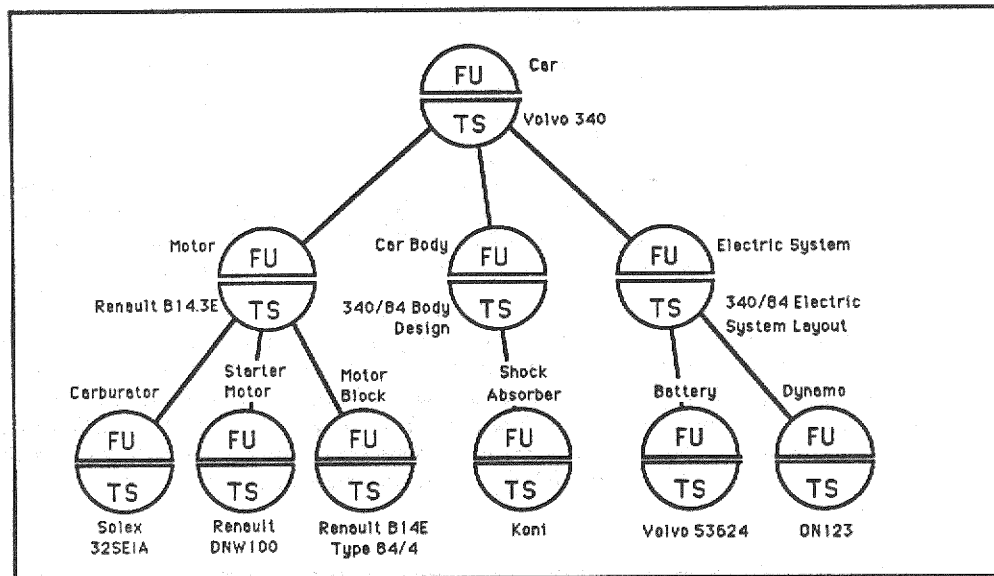 FU
Car
TS
Volvo 340
Motor
FU
Car Body
FU
FU
Electric System
Renault B14.3E
TS
340/84 Body
Design
TS
TS
340/84 Electric
System Layout
Carburator
Starter
Motor
Motor
Block
Shock
Absorber
Battery
Dynamo
FU
FU
FU
FU
FU
FU
TS
TS
TS
TS
TS
TS
Solex
32SEIA
Renault
DNW100
Renault B14E
Type 84/4
Koni
Volvo 53624
DN123